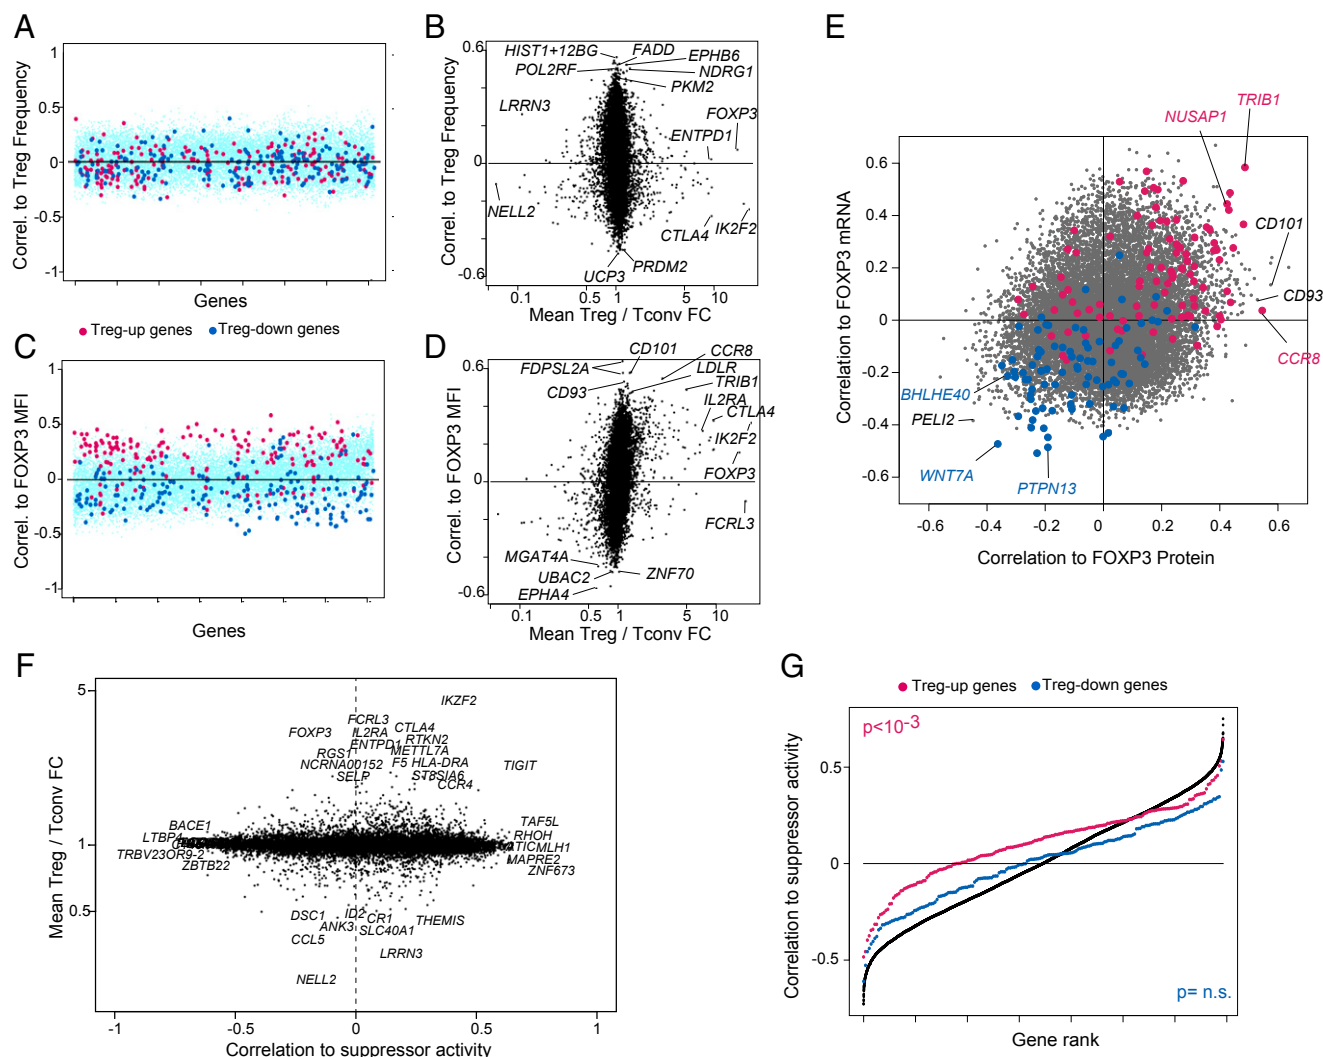 A
Correl. to Treg Frequency
1
0.5
0
-0.5
-1
Genes
Treg-up genes
Treg-down genes
B
Correl. to Treg Frequency
0.6
0
-0.6
HIST1+12BG
FADD
EPHB6
POL2RF
NDRG1
PKM2
LRRN3
FOXP3
ENTPD1
NELL2
CTLA4
IK2F2
UCP3
PRDM2
0.1
0.5
1
5
10
Mean Treg / Tconv FC
C
Correl. to FOXP3 MFI
1
0.5
0
-0.5
-1
Genes
D
Correl. to FOXP3 MFI
0.6
0
-0.6
CD101
CCR8
FDPSL2A
LDLR
CD93
TRIB1
IL2RA
CTLA4
IK2F2
FOXP3
FCRL3
MGAT4A
UBAC2
ZNF70
EPHA4
0.1
0.5
1
5
10
Mean Treg / Tconv FC
E
Correlation to FOXP3 mRNA
0.6
0.4
0.2
0
-0.2
-0.4
-0.6
TRIB1
NUSAP1
CD101
CD93
CCR8
BHLHE40
PELI2
WNT7A
PTPN13
-0.6
-0.4
-0.2
0
0.2
0.4
0.6
Correlation to FOXP3 Protein
F
Mean Treg / Tconv FC
5
1
0.5
IKZF2
FCRL3
FOXP3
IL2RA
CTLA4
ENTPD1
RTKN2
RGS1
METTL7A
NCRNA00152
F5
HLA-DRA
TIGIT
SELP
ST8SIA6
CCR4
BACE1
TAF5L
LTBP4
RHOH
ATIC
MLH1
TRBV23OR9-2
MAPRE2
ZBTB22
ZNF673
DSC1
ID2
CR1
THEMIS
ANK3
SLC40A1
CCL5
LRRN3
NELL2
-1
-0.5
0
0.5
1
Correlation to suppressor activity
G
Treg-up genes
Treg-down genes
Correlation to suppressor activity
p<10-3
0.5
0
-0.5
p= n.s.
Gene rank